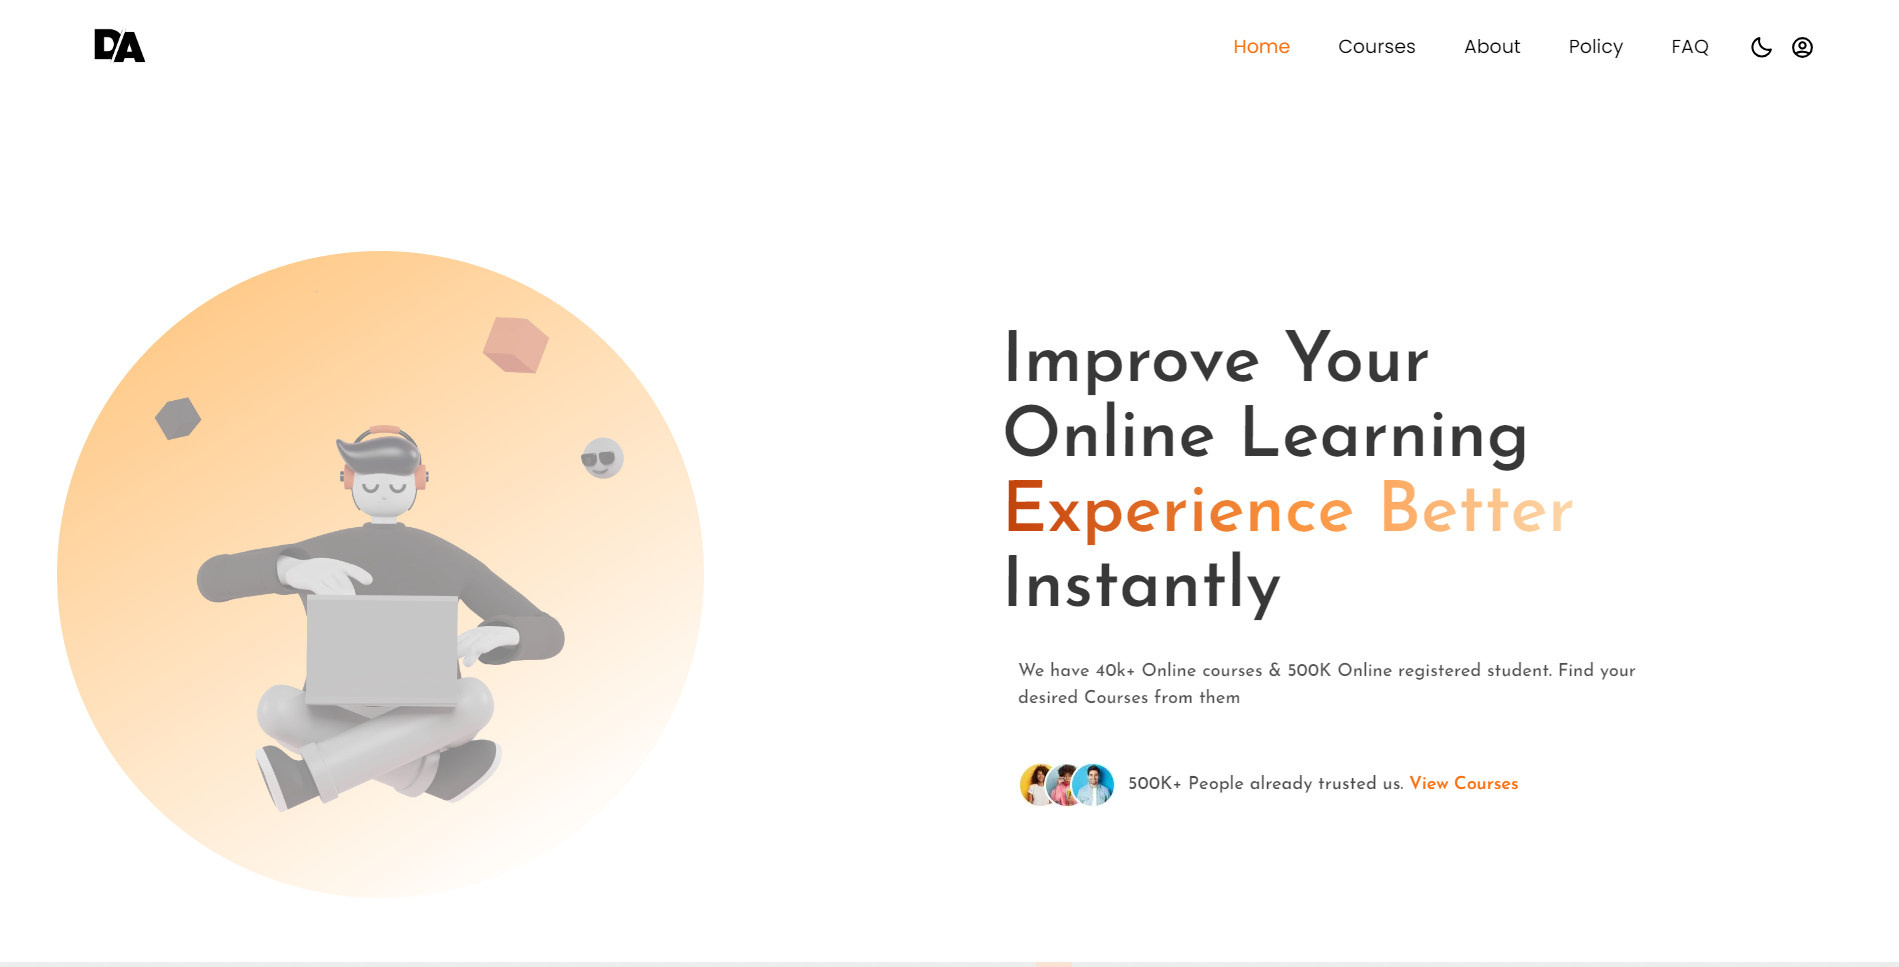 DA
Home Courses About Policy FAQ
Improve Your
Online Learning
Experience Better
Instantly
We have 40k+ Online courses & 500K Online registered student. Find your
desired Courses from them
500K+ People already trusted us. View Courses